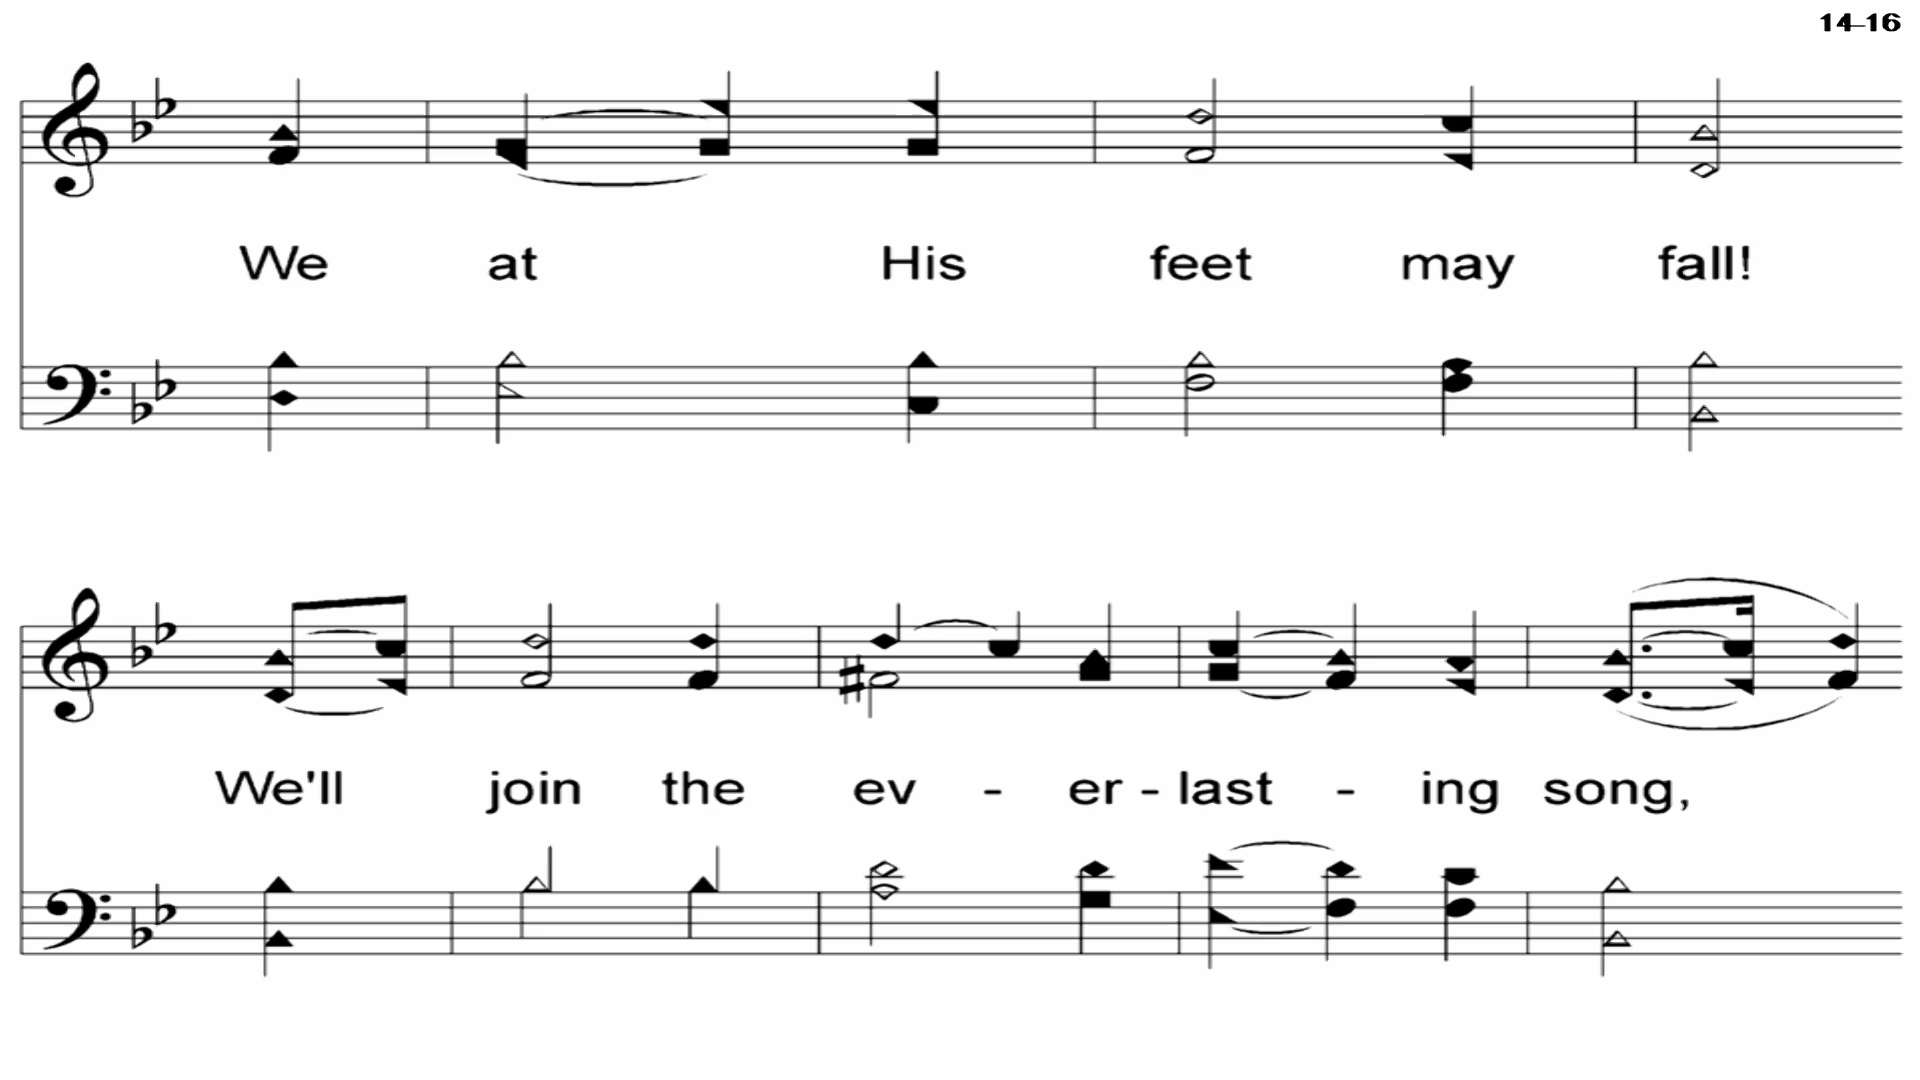 14-16
We at His feet may fall!
We'll join the ev - er - last - ing song,